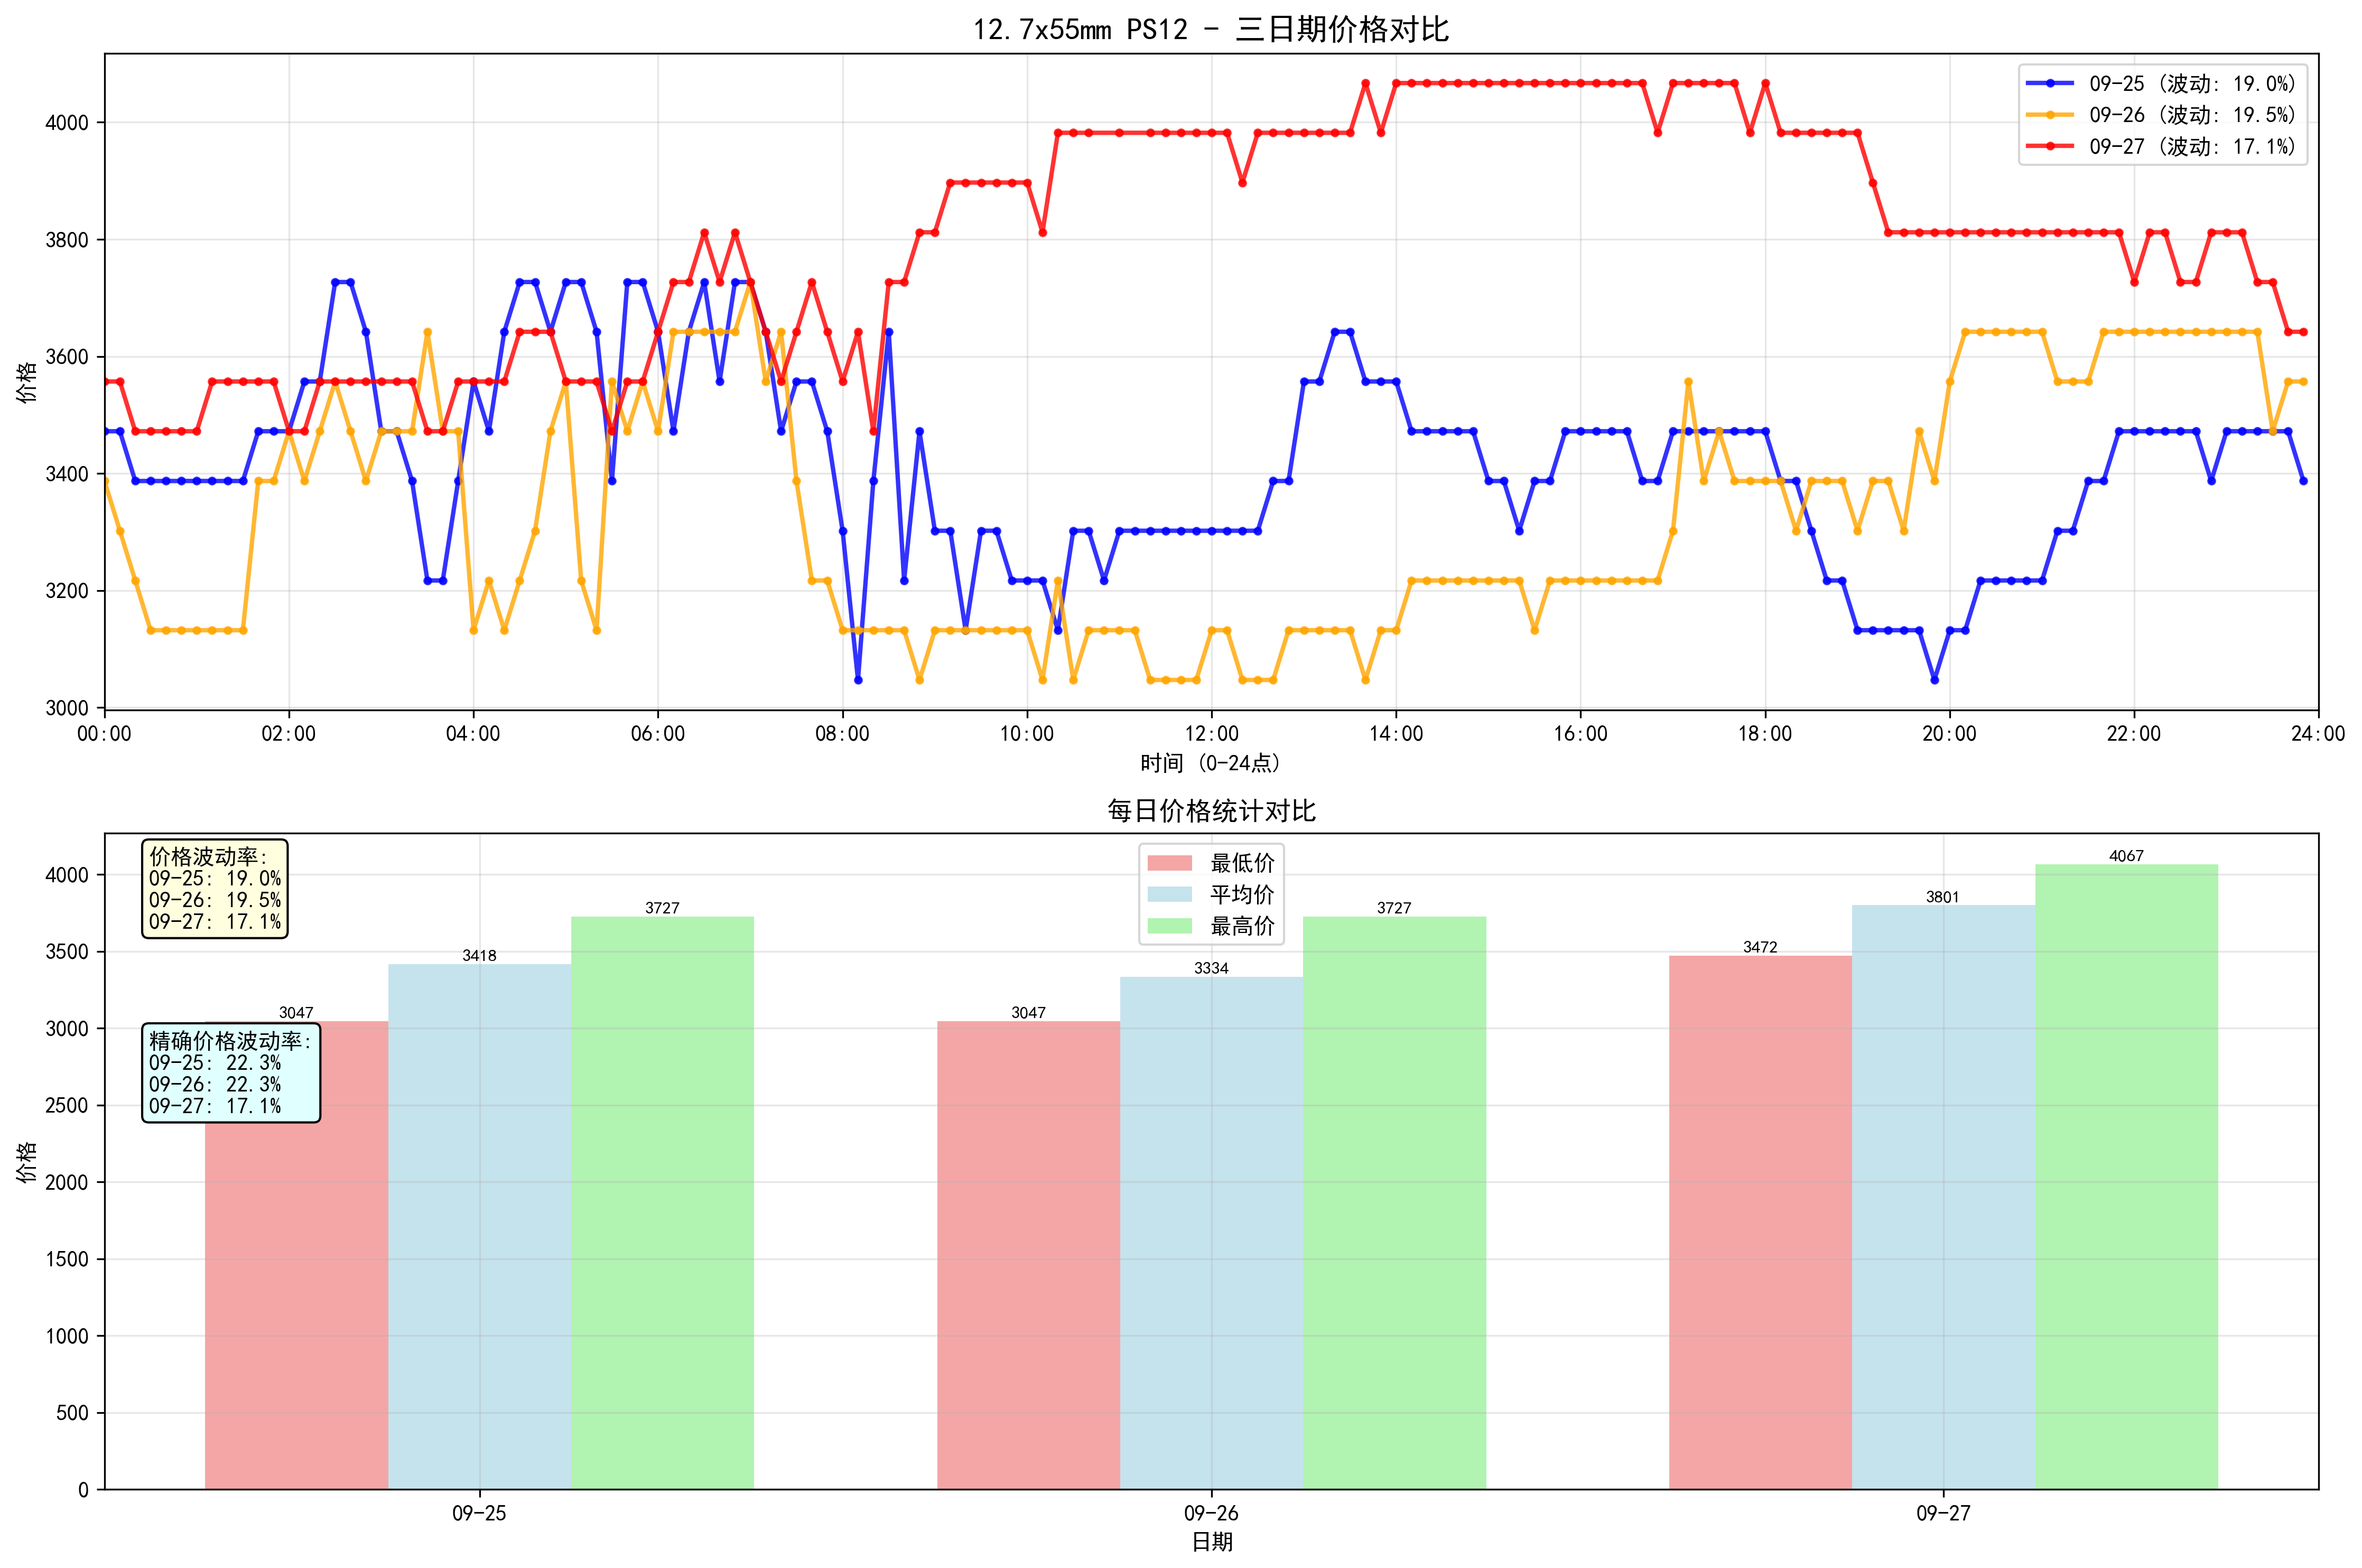 12.7x55mm PS12 - 三日期价格对比
09-25 (波动: 19.0%)
09-26 (波动: 19.5%)
09-27 (波动: 17.1%)
价格
4000
3800
3600
3400
3200
3000
00:00 02:00 04:00 06:00 08:00 10:00 12:00 14:00 16:00 18:00 20:00 22:00 24:00
时间 (0-24点)
每日价格统计对比
价格波动率:
09-25: 19.0%
09-26: 19.5%
09-27: 17.1%
精确价格波动率:
09-25: 22.3%
09-26: 22.3%
09-27: 17.1%
最低价
平均价
最高价
3047 3418 3727
3047 3334 3727
3472 3801 4067
价格
4000
3500
3000
2500
2000
1500
1000
500
0
09-25 09-26 09-27
日期